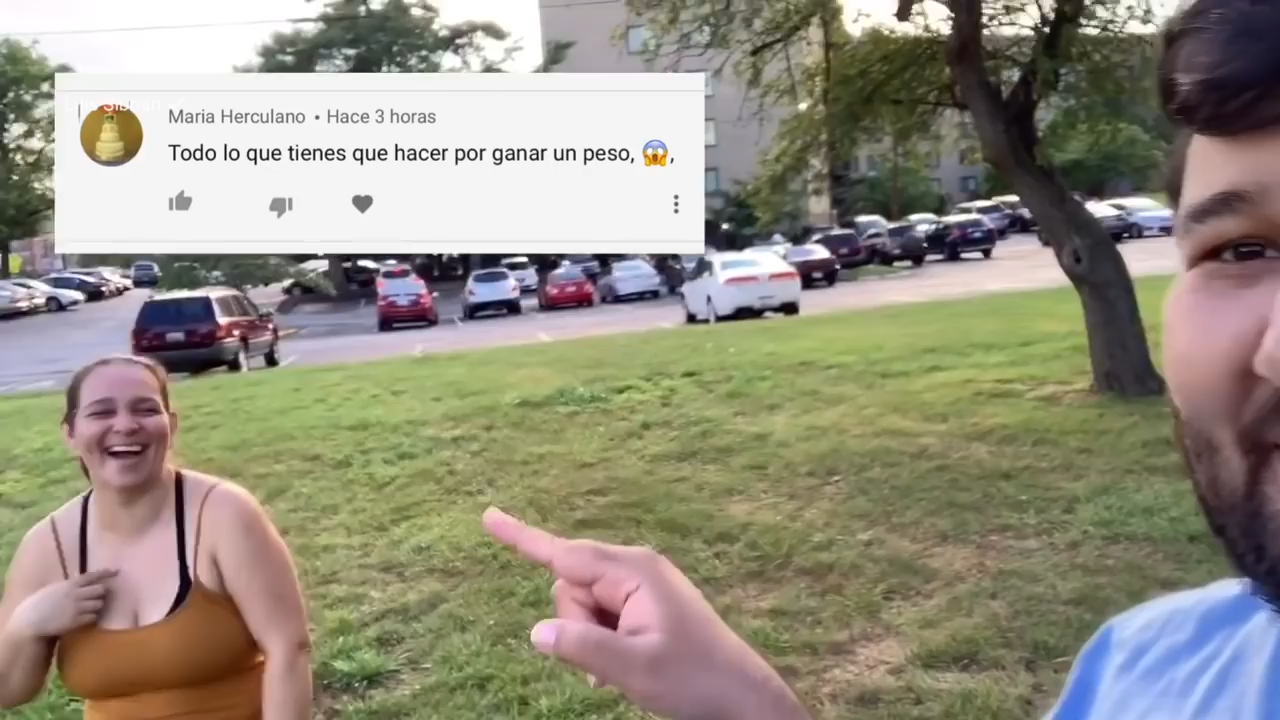 Maria Herculano • Hace 3 horas
Todo lo que tienes que hacer por ganar un peso, 😱,